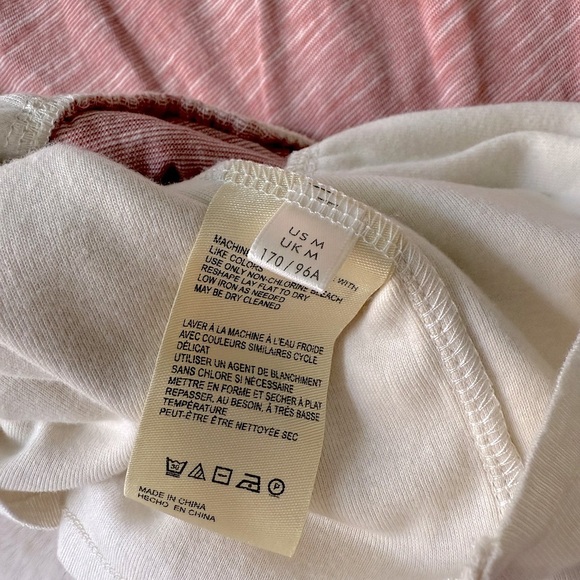 US M
UK M
170 / 96A
MACHINE
WITH
LIKE COLORS
USE ONLY NON-CHLORINE BLEACH
RESHAPE LAY FLAT TO DRY
LOW IRON AS NEEDED
MAY BE DRY CLEANED
LAVER À LA MACHINE À L'EAU FROIDE
AVEC COULEURS SIMILAIRES CYCLE
DÉLICAT
UTILISER UN AGENT DE BLANCHIMENT
SANS CHLORE SI NÉCESSAIRE
METTRE EN FORME ET SÉCHER À PLAT
REPASSER, AU BESOIN, À TRÈS BASSE
TEMPÉRATURE
PEUT-ÊTRE ÊTRE NETTOYÉE SEC
30
P
MADE IN CHINA
HECHO EN CHINA